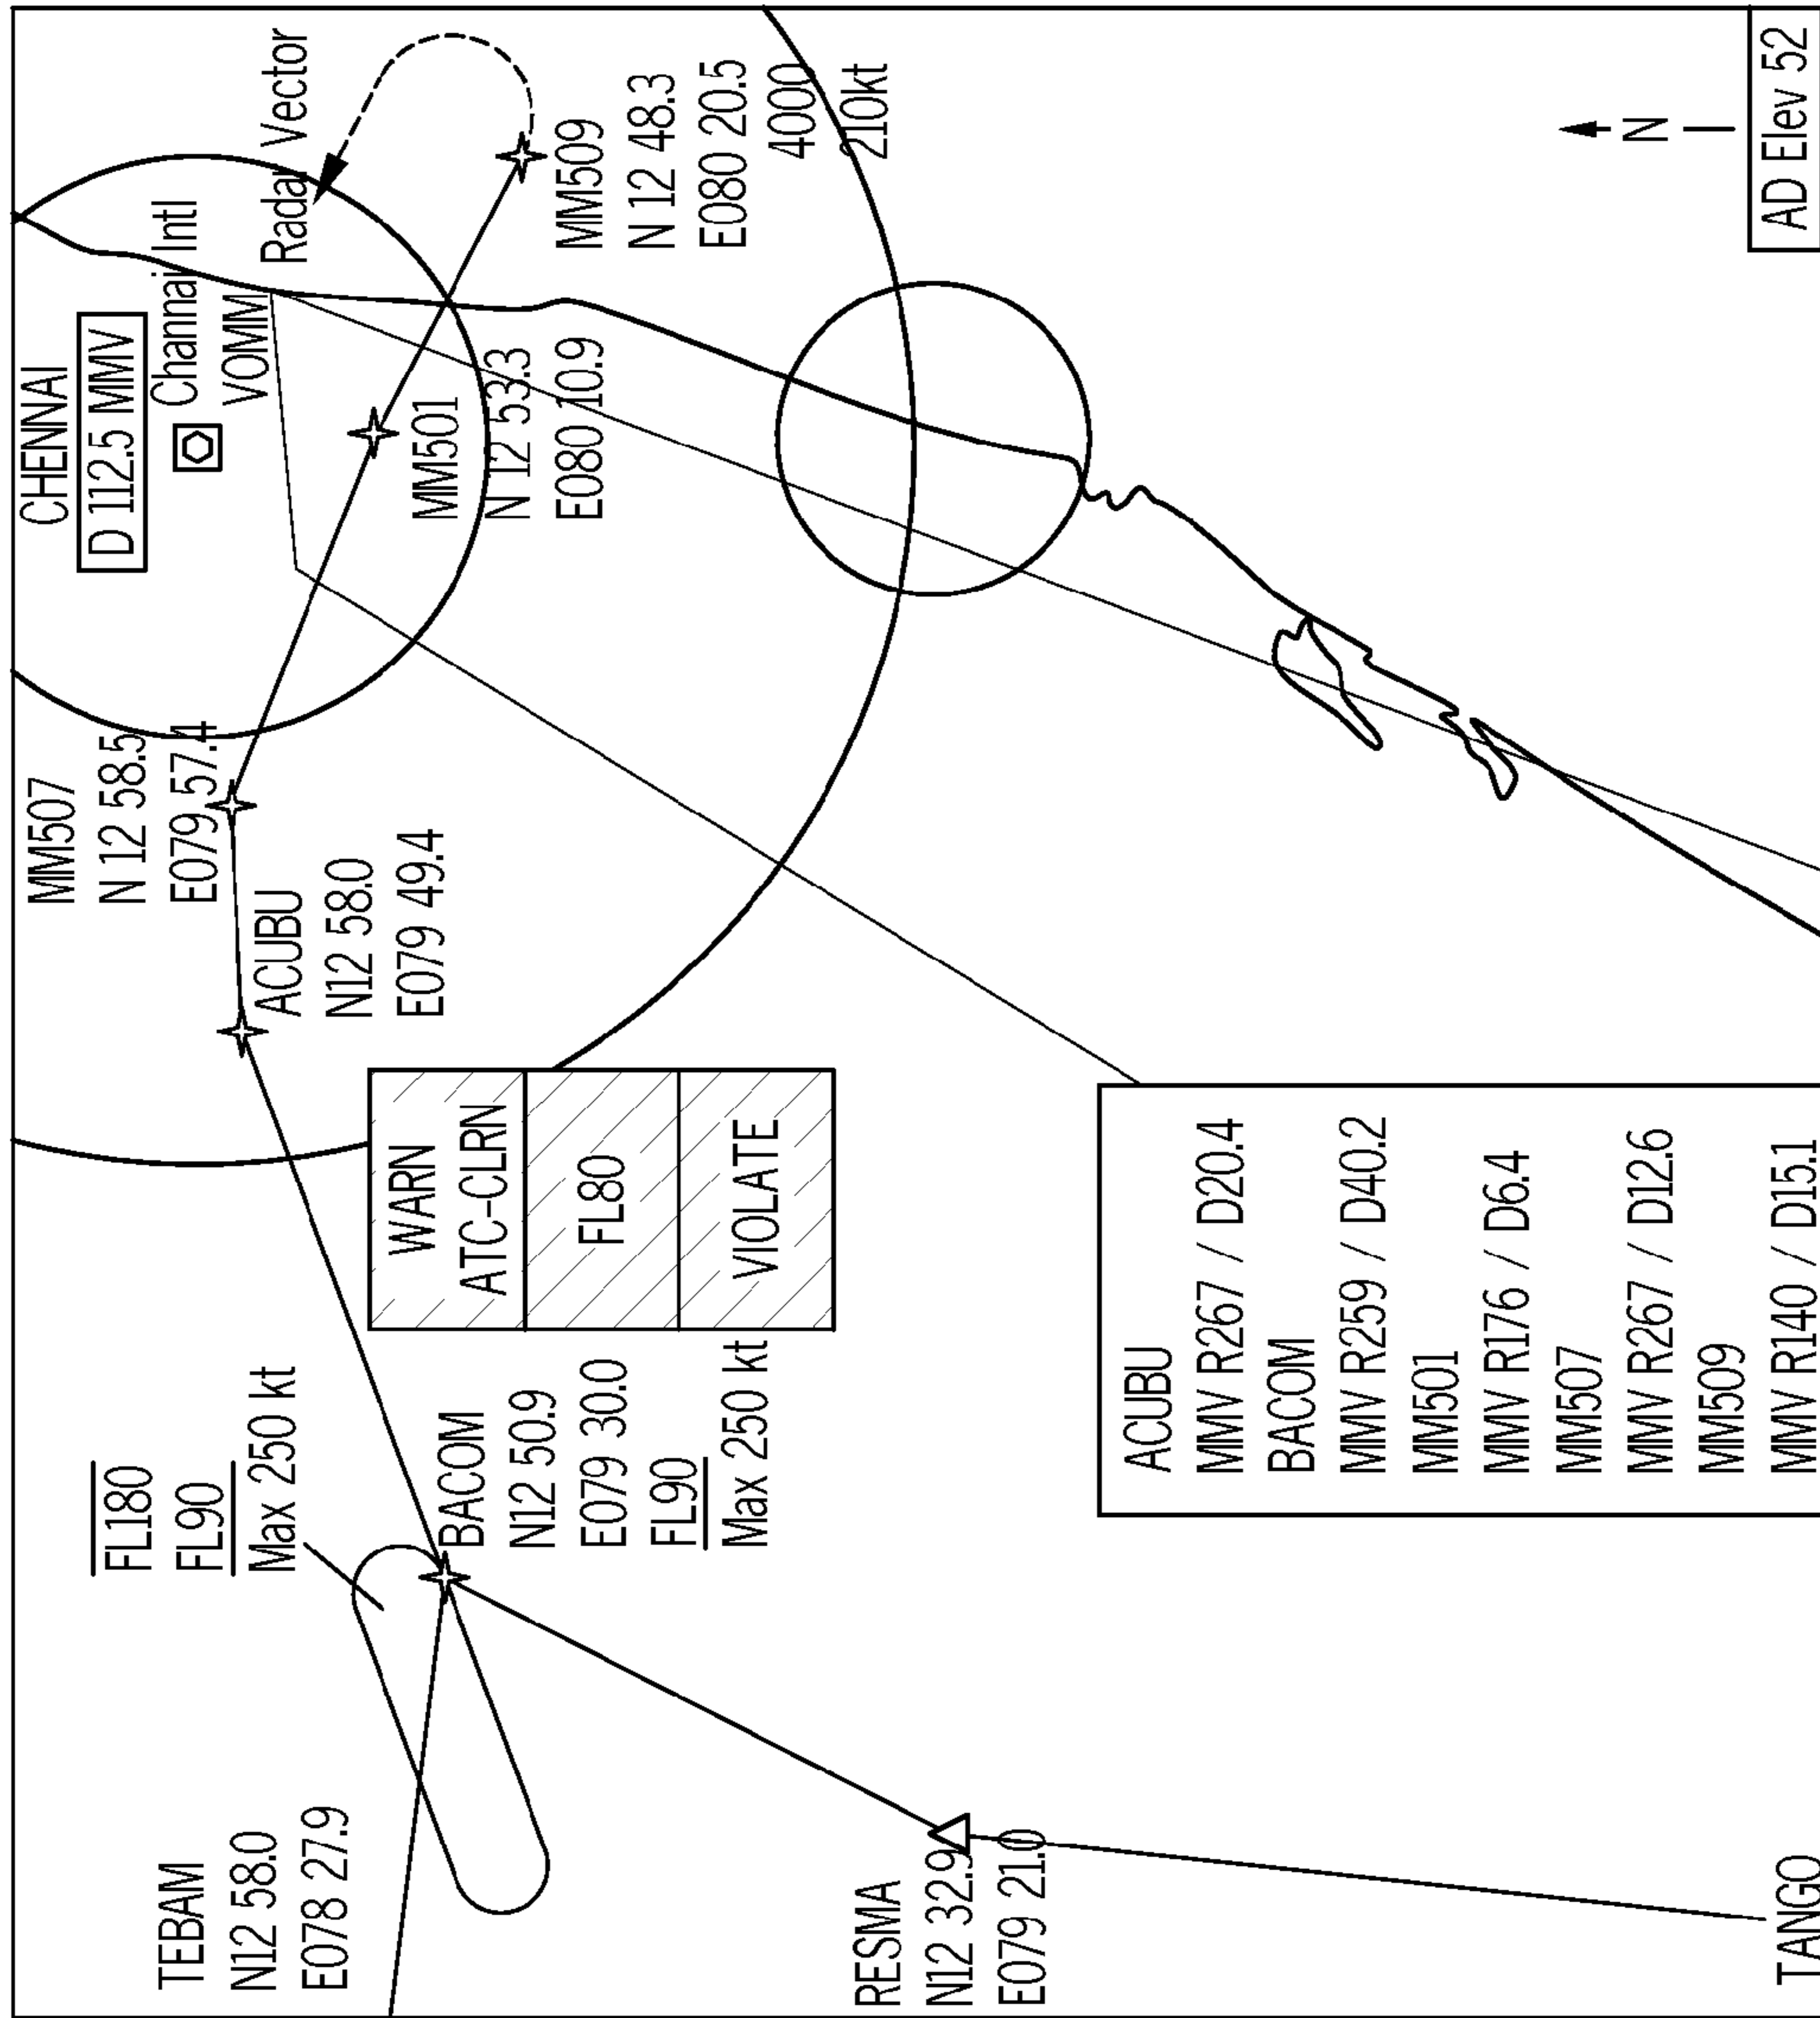 CHENNAI
D 112.5 MMV
Channai Intl
VOMM
Radar Vector
MM507
N 12 58.5
E079 57.4
ACUBU
N12 58.0
E079 49.4
MM501
N 12 53.3
E080 10.9
MM509
N 12 48.3
E080 20.5
4000
210kt
WARN
ATC-CLRN
FL80
VIOLATE
FL180
FL90
Max 250 kt
BACOM
N12 50.9
E079 30.0
FL90
Max 250 kt
TEBAM
N12 58.0
E078 27.9
RESMA
N12 32.9
E079 21.0
TANGO
ACUBU
MMV R267 / D20.4
BACOM
MMV R259 / D40.2
MM501
MMV R176 / D6.4
MM507
MMV R267 / D12.6
MM509
MMV R140 / D15.1
N
AD Elev 52